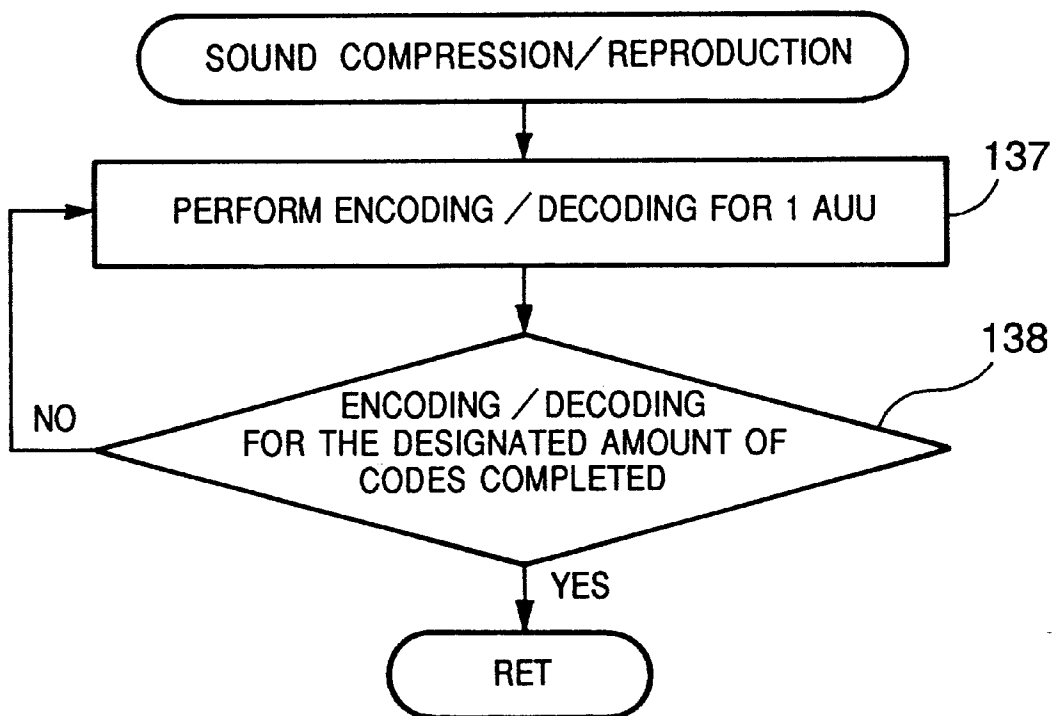 SOUND COMPRESSION/REPRODUCTION
137
PERFORM ENCODING/DECODING FOR 1 AUU
138
ENCODING/DECODING
FOR THE DESIGNATED AMOUNT OF
CODES COMPLETED
NO
YES
RET